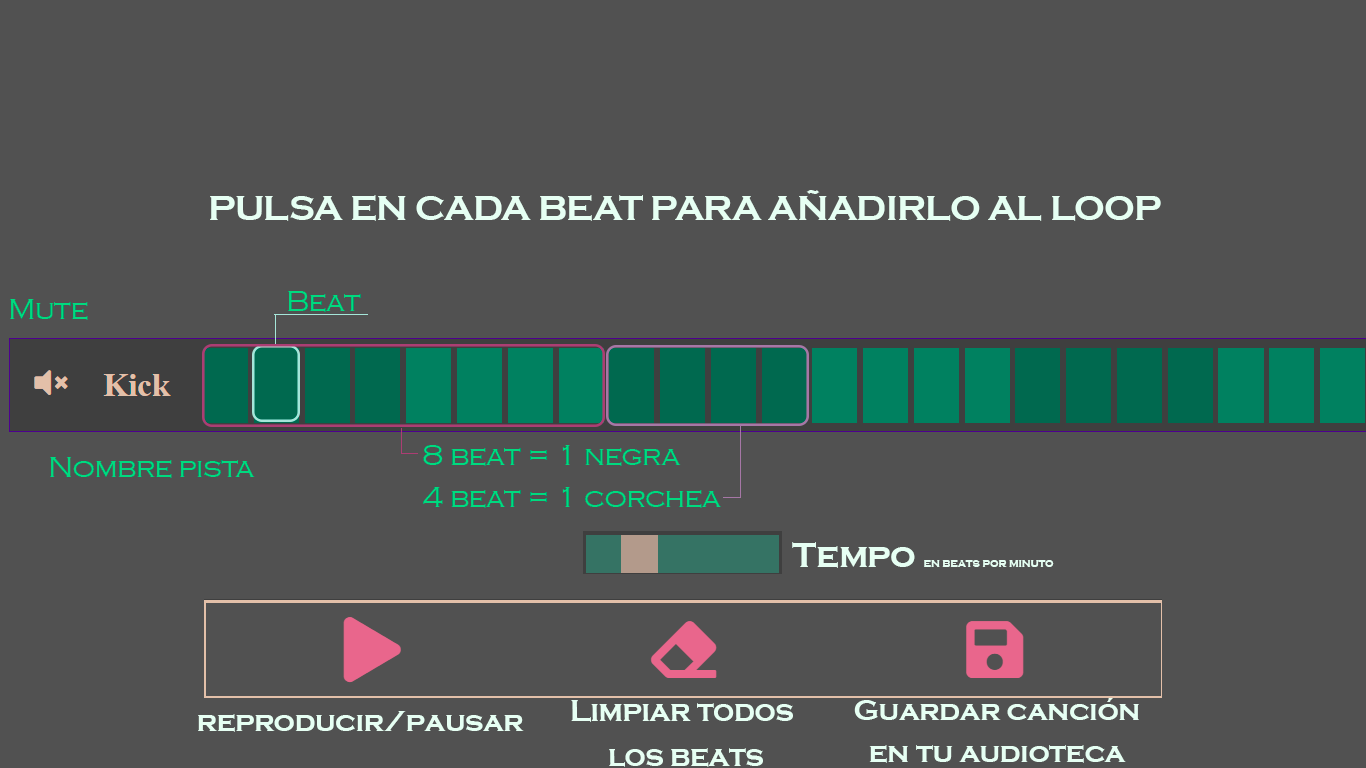 PULSA EN CADA BEAT PARA AÑADIRLO AL LOOP
Mute
Beat
Kick
Nombre pista
8 beat = 1 negra
4 beat = 1 corchea
Tempo en beats por minuto
reproducir/pausar
Limpiar todos
los beats
Guardar canción
en tu audioteca